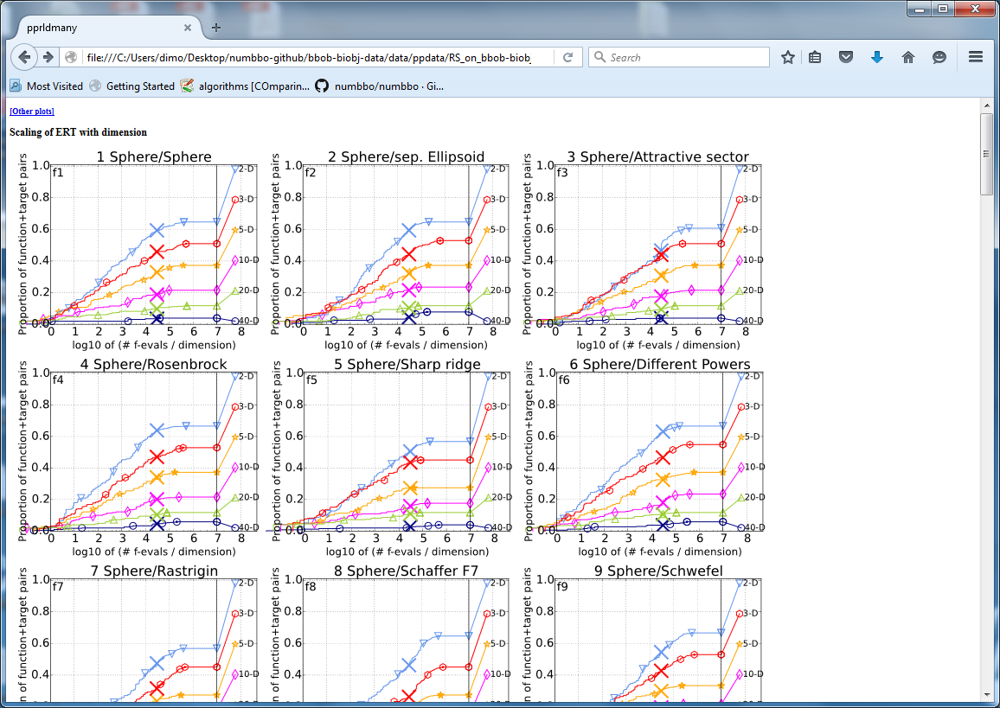 pprldmany
file:///C:/Users/dimo/Desktop/numbbo-github/bbob-biobj-data/data/ppdata/RS_on_bbob-biobj
Search
Most Visited Getting Started algorithms [COmparin... numbbo/numbbo · Gi...
[Other plots]
Scaling of ERT with dimension
1 Sphere/Sphere
f1
Proportion of function+target pairs
1.0
0.8
0.6
0.4
0.2
0.0
0 1 2 3 4 5 6 7 8
log10 of (# f-evals / dimension)
2-D
3-D
5-D
10-D
20-D
40-D
2 Sphere/sep. Ellipsoid
f2
Proportion of function+target pairs
1.0
0.8
0.6
0.4
0.2
0.0
0 1 2 3 4 5 6 7 8
log10 of (# f-evals / dimension)
2-D
3-D
5-D
10-D
20-D
40-D
3 Sphere/Attractive sector
f3
Proportion of function+target pairs
1.0
0.8
0.6
0.4
0.2
0.0
0 1 2 3 4 5 6 7 8
log10 of (# f-evals / dimension)
2-D
3-D
5-D
10-D
20-D
40-D
4 Sphere/Rosenbrock
f4
Proportion of function+target pairs
1.0
0.8
0.6
0.4
0.2
0.0
0 1 2 3 4 5 6 7 8
log10 of (# f-evals / dimension)
2-D
3-D
5-D
10-D
20-D
40-D
5 Sphere/Sharp ridge
f5
Proportion of function+target pairs
1.0
0.8
0.6
0.4
0.2
0.0
0 1 2 3 4 5 6 7 8
log10 of (# f-evals / dimension)
2-D
3-D
5-D
10-D
20-D
40-D
6 Sphere/Different Powers
f6
Proportion of function+target pairs
1.0
0.8
0.6
0.4
0.2
0.0
0 1 2 3 4 5 6 7 8
log10 of (# f-evals / dimension)
2-D
3-D
5-D
10-D
20-D
40-D
7 Sphere/Rastrigin
f7
of function+target pairs
1.0
0.8
0.6
0.4
2-D
3-D
5-D
10-D
8 Sphere/Schaffer F7
f8
of function+target pairs
1.0
0.8
0.6
0.4
2-D
3-D
5-D
10-D
9 Sphere/Schwefel
f9
of function+target pairs
1.0
0.8
0.6
0.4
2-D
3-D
5-D
10-D